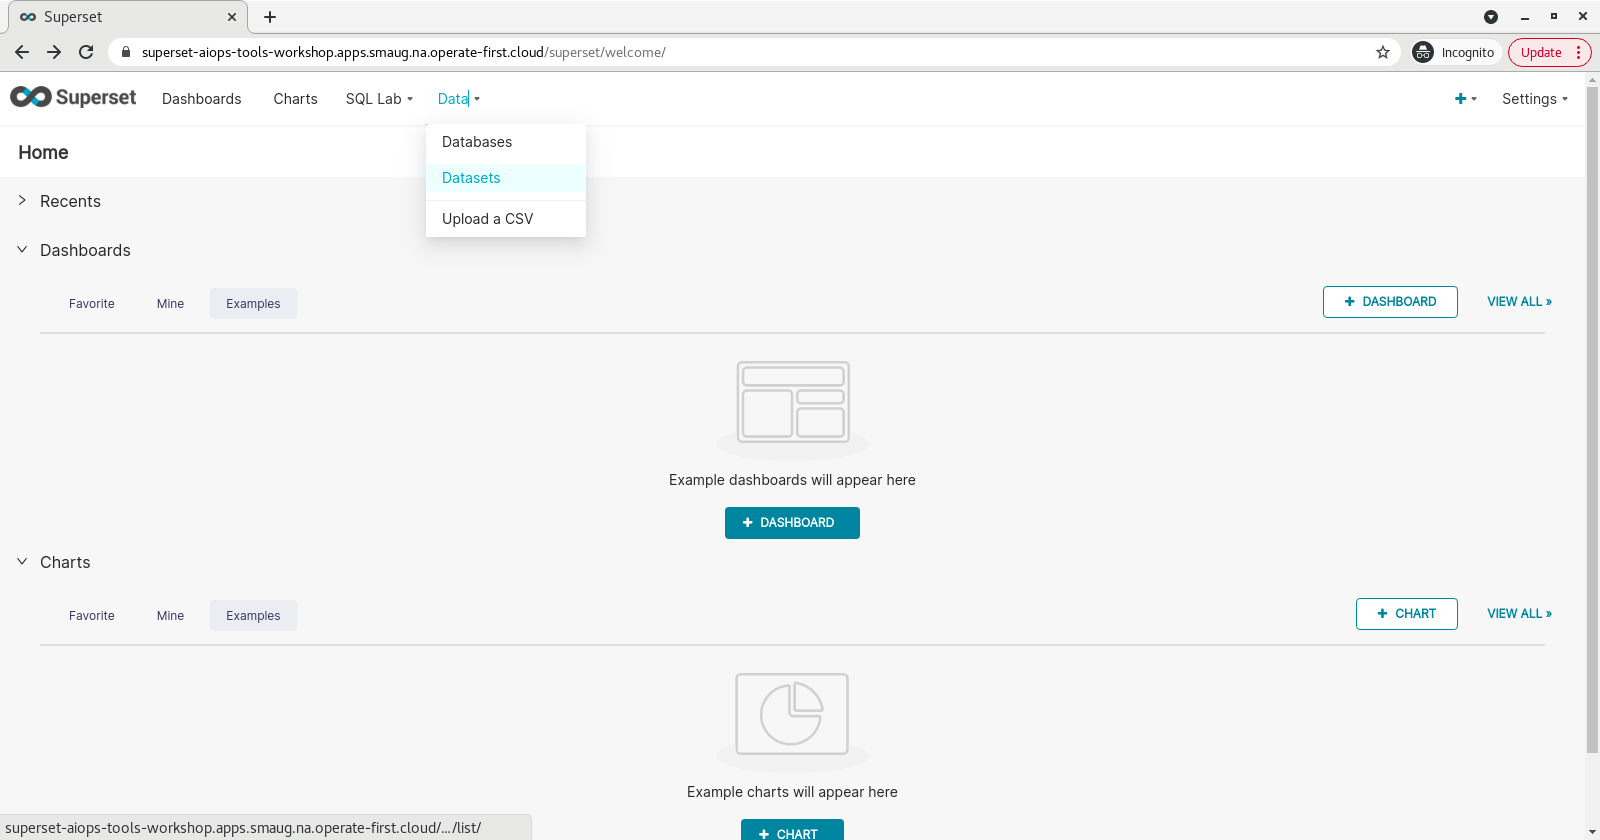 Superset
superset-aiops-tools-workshop.apps.smaug.na.operate-first.cloud/superset/welcome/
Incognito
Update
Superset
Dashboards
Charts
SQL Lab
Data
Settings
Databases
Datasets
Upload a CSV
Home
Recents
Dashboards
Favorite
Mine
Examples
+ DASHBOARD
VIEW ALL »
Example dashboards will appear here
+ DASHBOARD
Charts
Favorite
Mine
Examples
+ CHART
VIEW ALL »
Example charts will appear here
+ CHART
superset-aiops-tools-workshop.apps.smaug.na.operate-first.cloud/.../list/